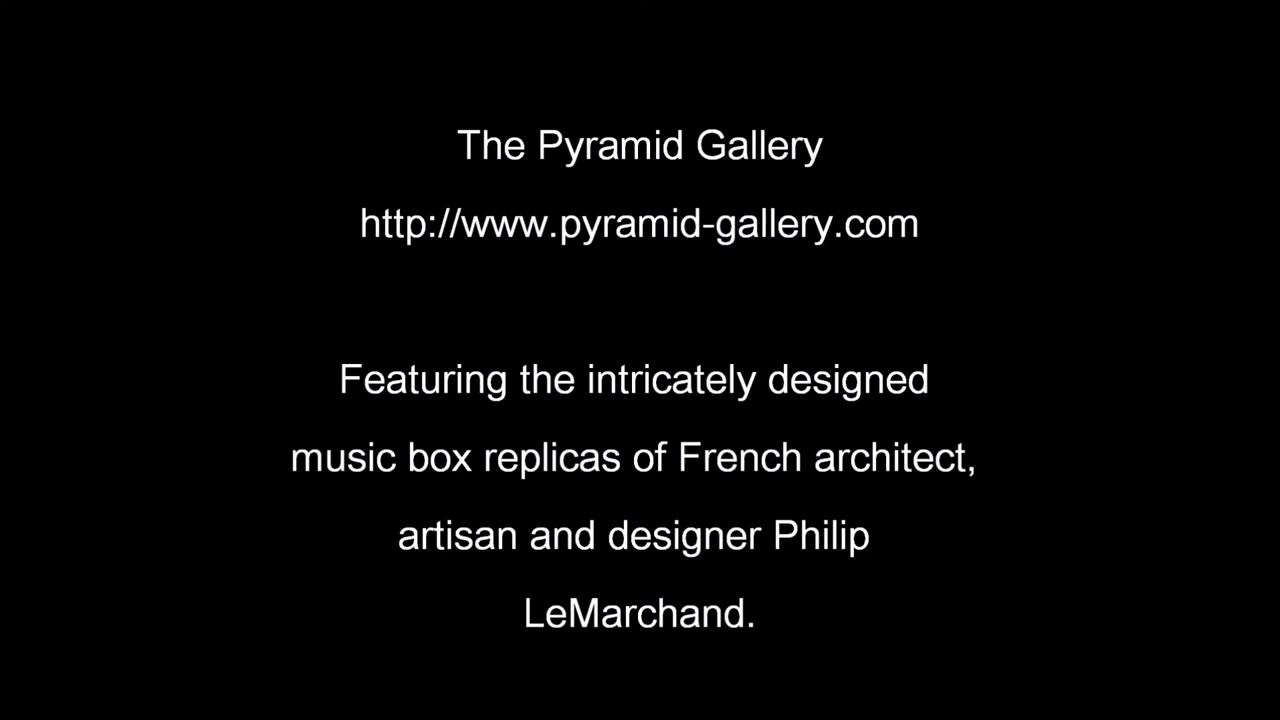 The Pyramid Gallery
http://www.pyramid-gallery.com
Featuring the intricately designed
music box replicas of French architect,
artisan and designer Philip
LeMarchand.